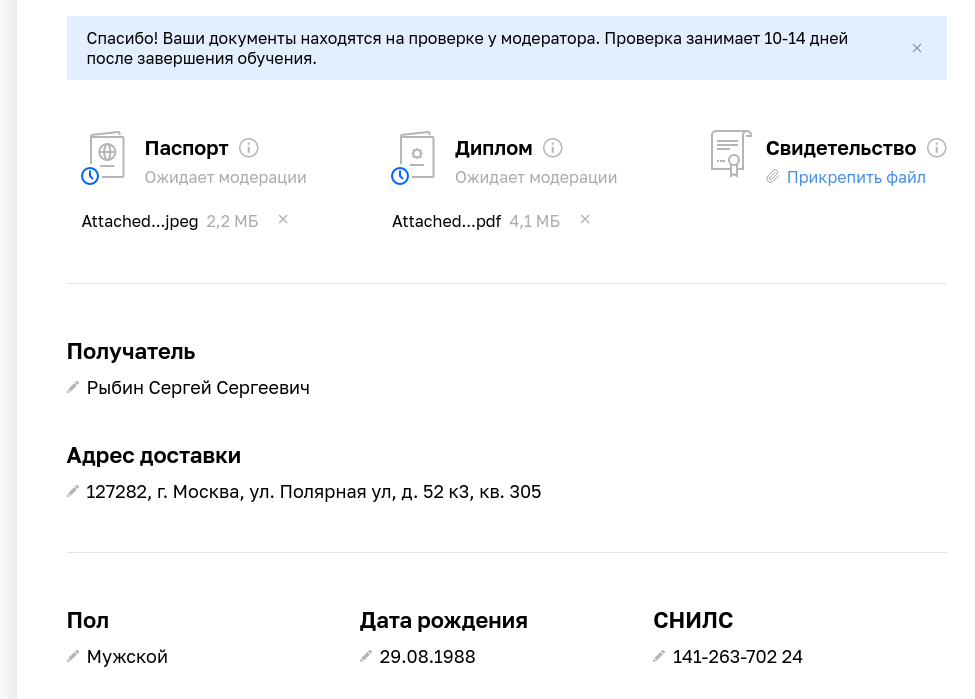 Спасибо! Ваши документы находятся на проверке у модератора. Проверка занимает 10-14 дней
после завершения обучения.
Паспорт
Ожидает модерации
Attached...jpeg 2,2 МБ
Диплом
Ожидает модерации
Attached...pdf 4,1 МБ
Свидетельство
Прикрепить файл
Получатель
Рыбин Сергей Сергеевич
Адрес доставки
127282, г. Москва, ул. Полярная ул, д. 52 к3, кв. 305
Пол
Мужской
Дата рождения
29.08.1988
СНИЛС
141-263-702 24